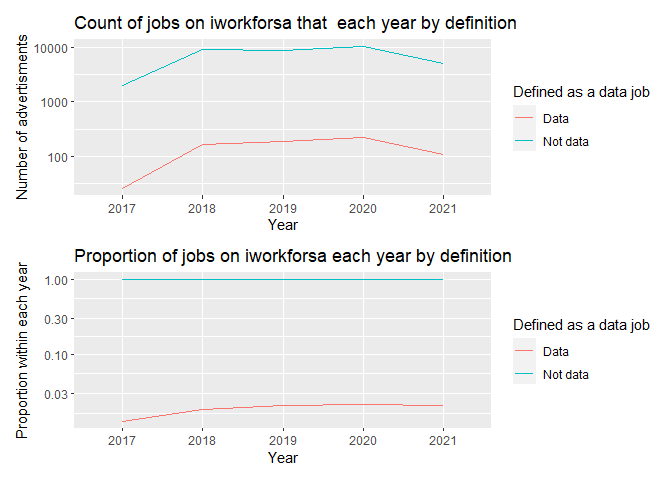 Count of jobs on iworkforsa that  each year by definition
Number of advertisments
10000
1000
100
2017 2018 2019 2020 2021
Year
Defined as a data job
Data
Not data
Proportion of jobs on iworkforsa each year by definition
Proportion within each year
1.00
0.30
0.10
0.03
2017 2018 2019 2020 2021
Year
Defined as a data job
Data
Not data